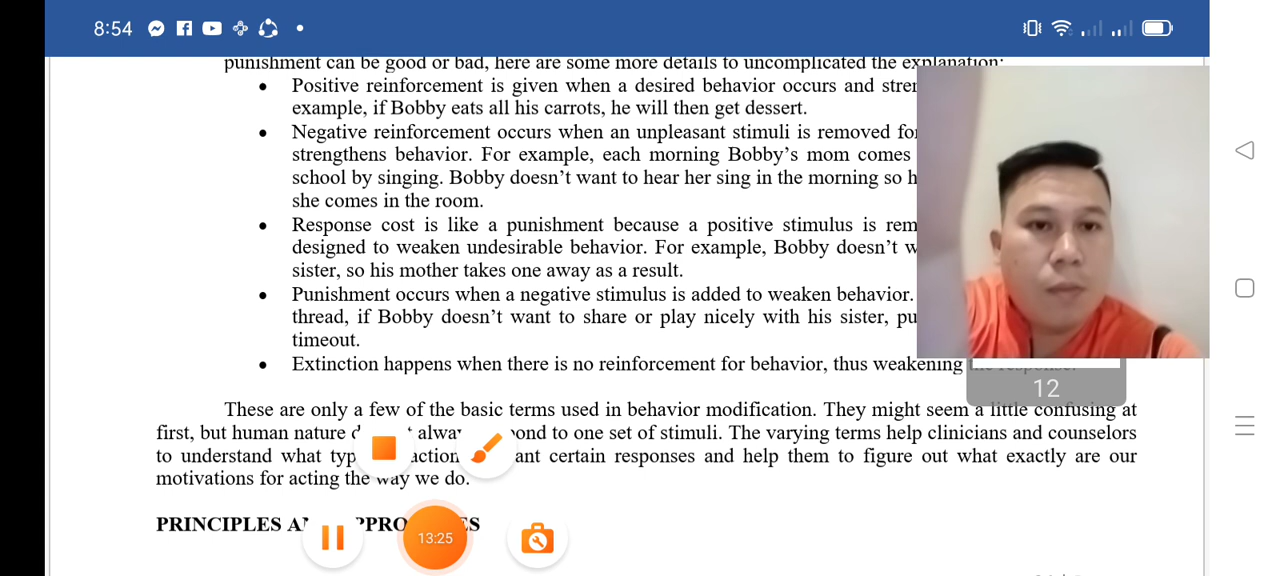 8:54
punishment can be good or bad, here are some more details to uncomplicated the explanation:
• Positive reinforcement is given when a desired behavior occurs and
example, if Bobby eats all his carrots, he will then get dessert.
• Negative reinforcement occurs when an unpleasant stimuli is removed
strengthens behavior. For example, each morning Bobby's mom comes
school by singing. Bobby doesn't want to hear her sing in the morning so
she comes in the room.
• Response cost is like a punishment because a positive stimulus is
designed to weaken undesirable behavior. For example, Bobby doesn't
sister, so his mother takes one away as a result.
• Punishment occurs when a negative stimulus is added to weaken behavior.
thread, if Bobby doesn't want to share or play nicely with his sister,
timeout.
• Extinction happens when there is no reinforcement for behavior, thus weakening the response.
12
These are only a few of the basic terms used in behavior modification. They might seem a little confusing at
first, but human nature to one set of stimuli. The varying terms help clinicians and counselors
to understand what certain responses and help them to figure out what exactly are our
motivations for acting the way we do.
PRINCIPLES
13:25